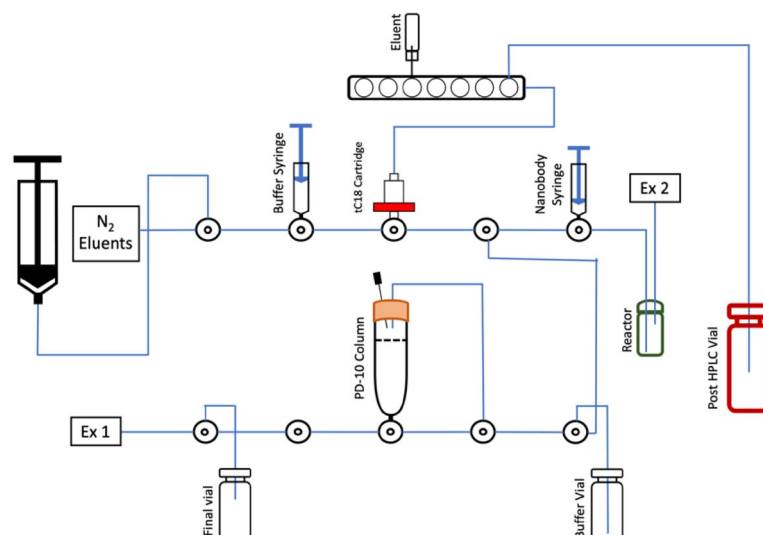 Eluent
Buffer Syringe
tC18 Cartridge
Nanobody
Syringe
Ex 2
N₂
Eluents
PD-10 Column
Reactor
Post HPLC Vial
Ex 1
Final vial
Buffer Vial